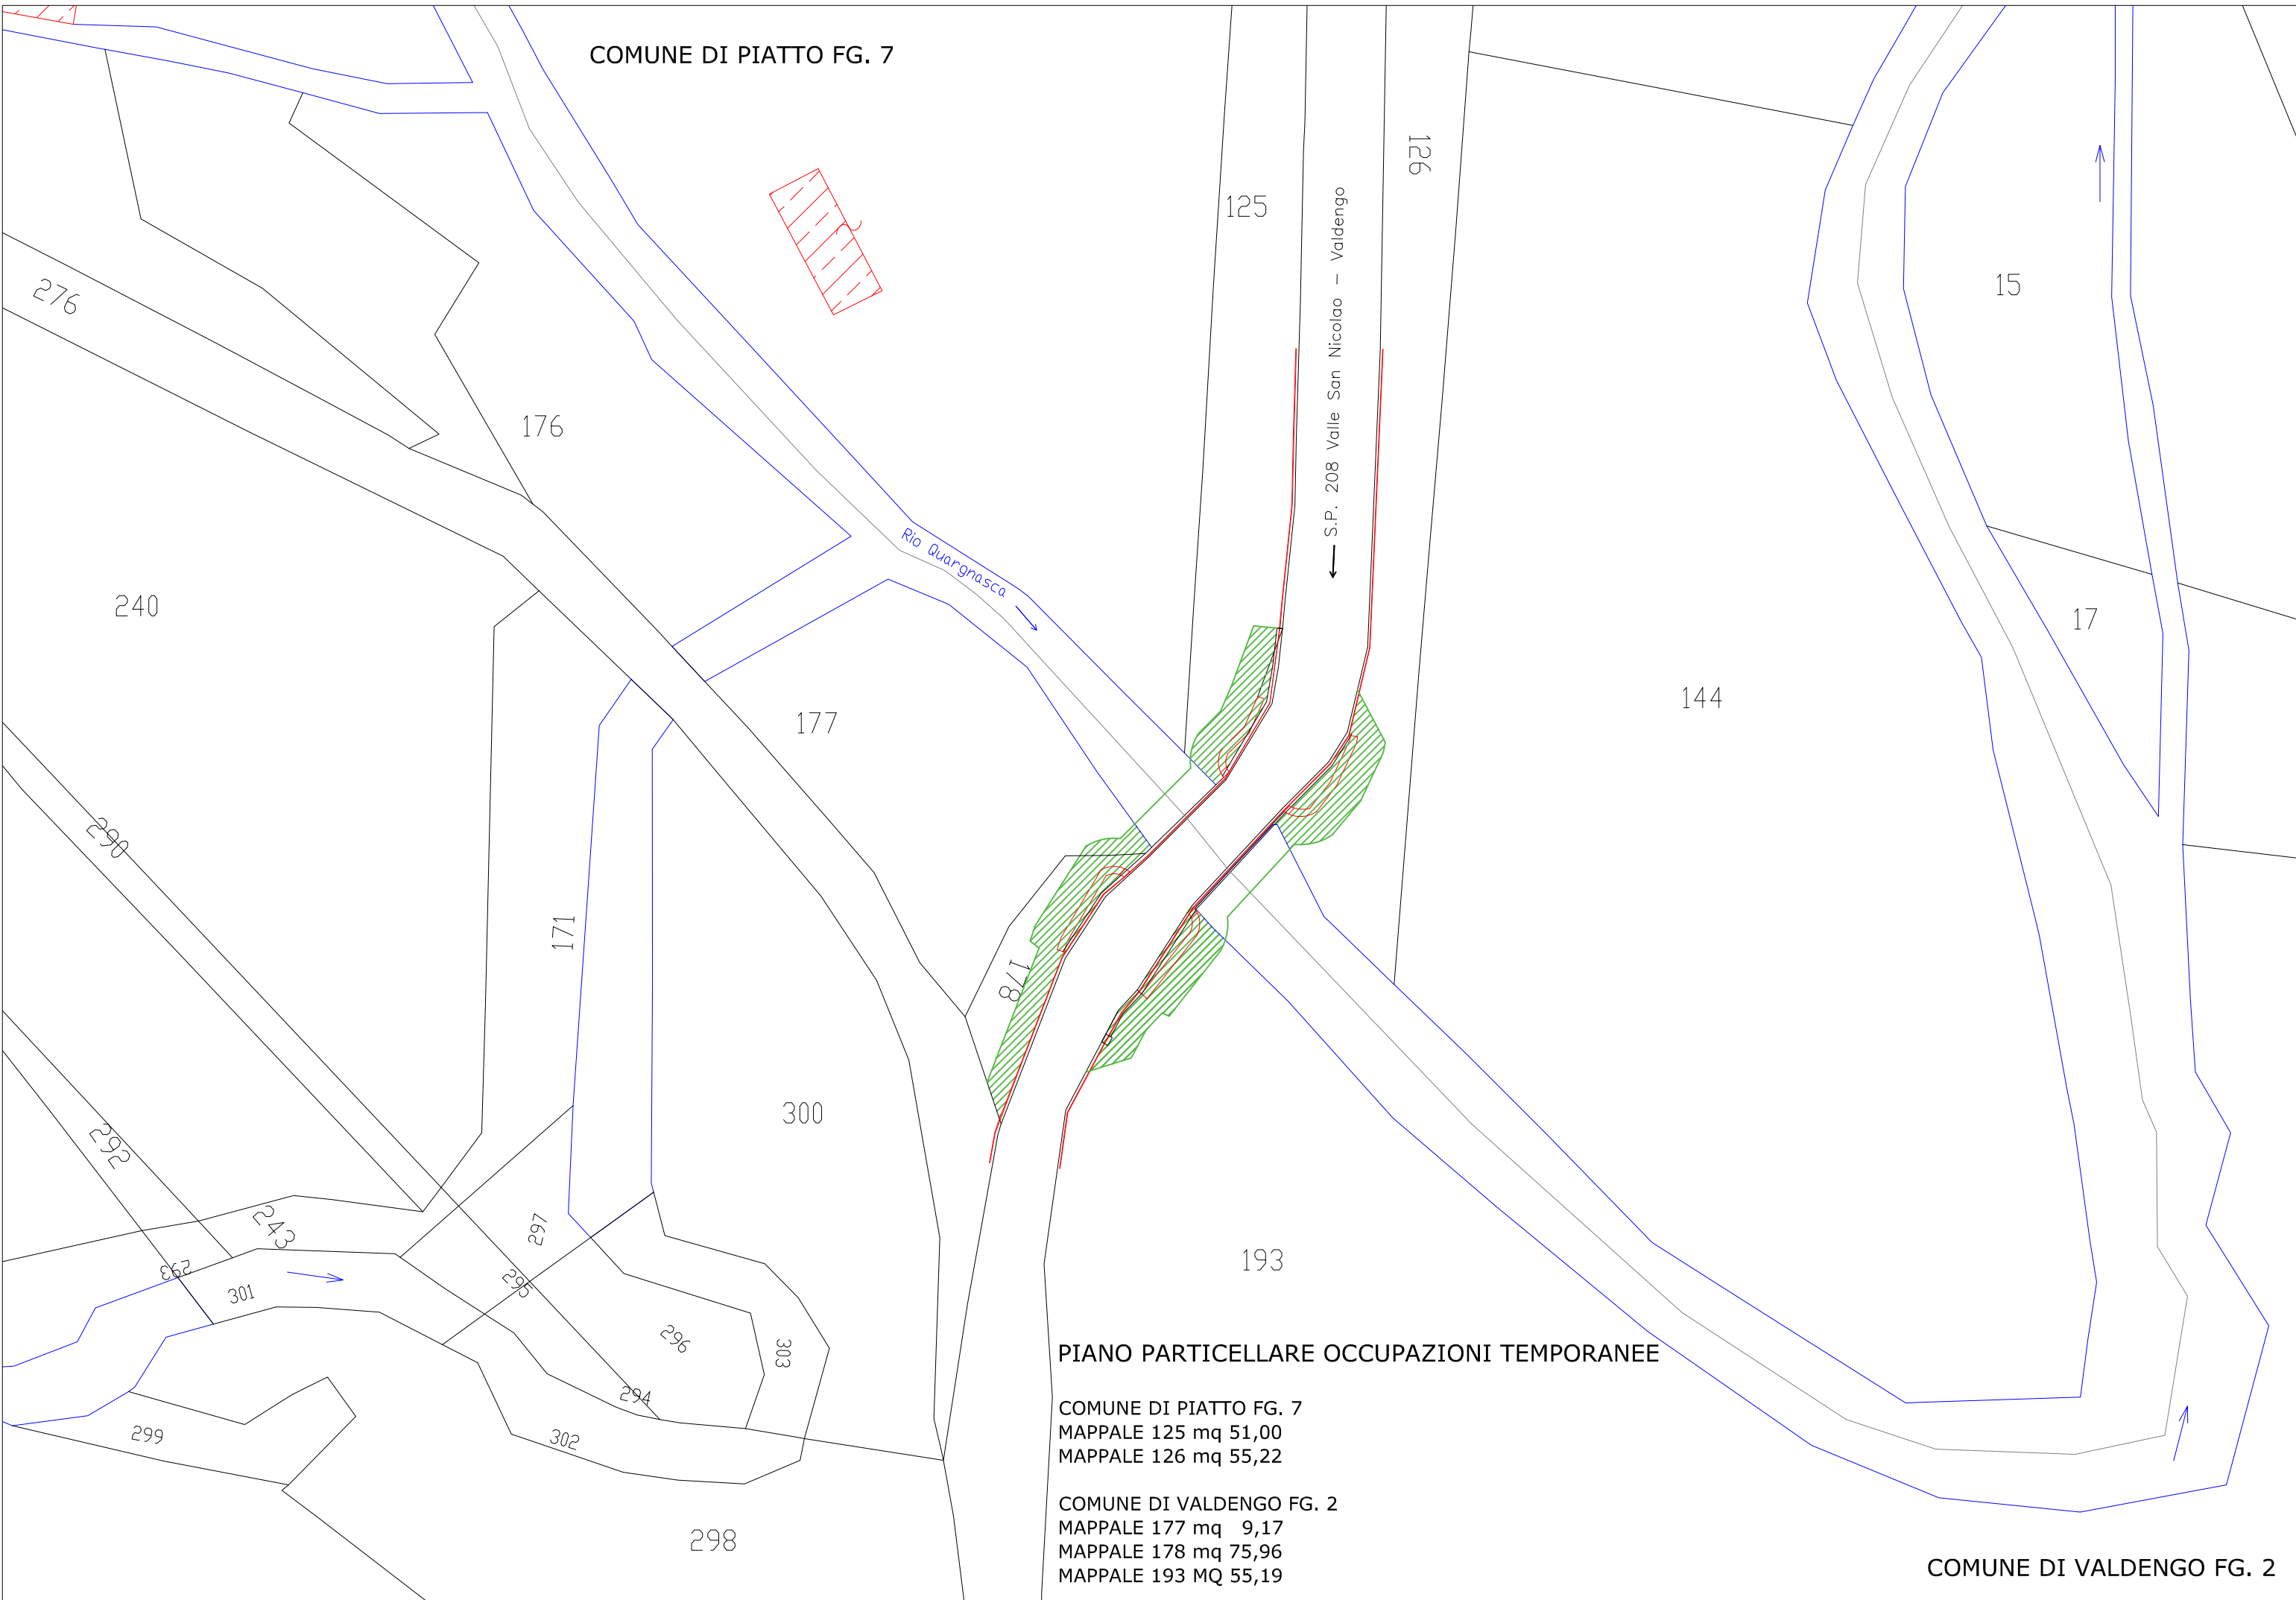 COMUNE DI PIATTO FG. 7
126
125
S.P. 208 Valle San Nicolao - Valdengo
15
276
176
Rio Quargnasca
240
17
144
177
290
171
178
300
292
243
297
193
293
301
295
296
303
294
299
302
298
PIANO PARTICELLARE OCCUPAZIONI TEMPORANEE
COMUNE DI PIATTO FG. 7
MAPPALE 125 mq 51,00
MAPPALE 126 mq 55,22
COMUNE DI VALDENGO FG. 2
MAPPALE 177 mq 9,17
MAPPALE 178 mq 75,96
MAPPALE 193 MQ 55,19
COMUNE DI VALDENGO FG. 2